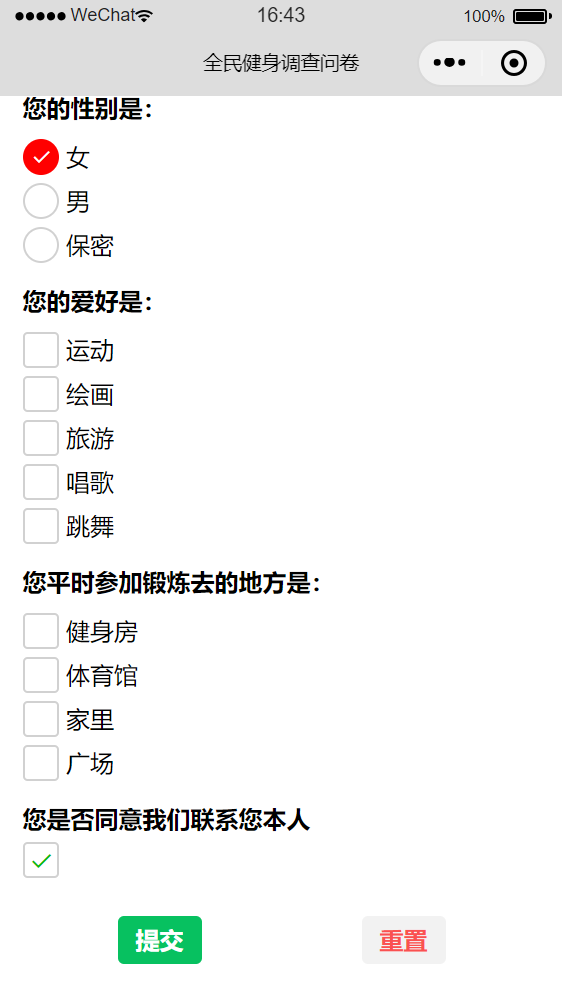 WeChat 16:43 100%
全民健身调查问卷
您的性别是：
女
男
保密
您的爱好是：
运动
绘画
旅游
唱歌
跳舞
您平时参加锻炼去的地方是：
健身房
体育馆
家里
广场
您是否同意我们联系您本人
提交 重置